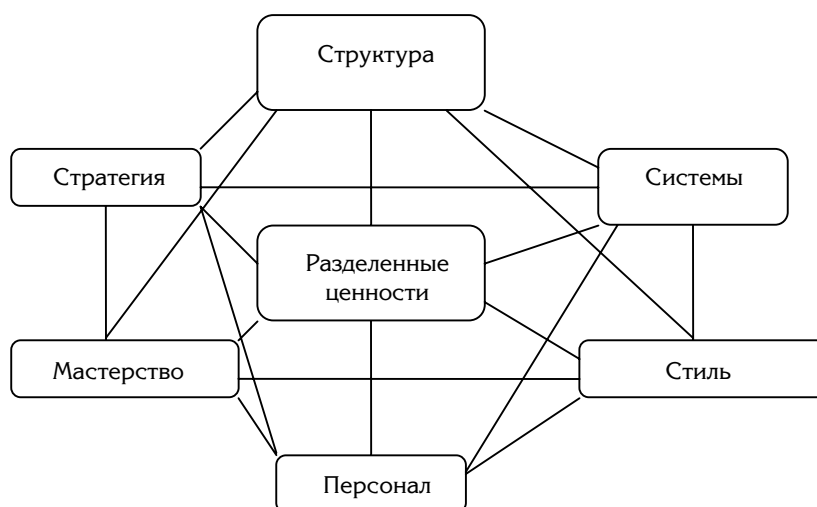 Структура
Стратегия
Системы
Разделенные
ценности
Мастерство
Стиль
Персонал